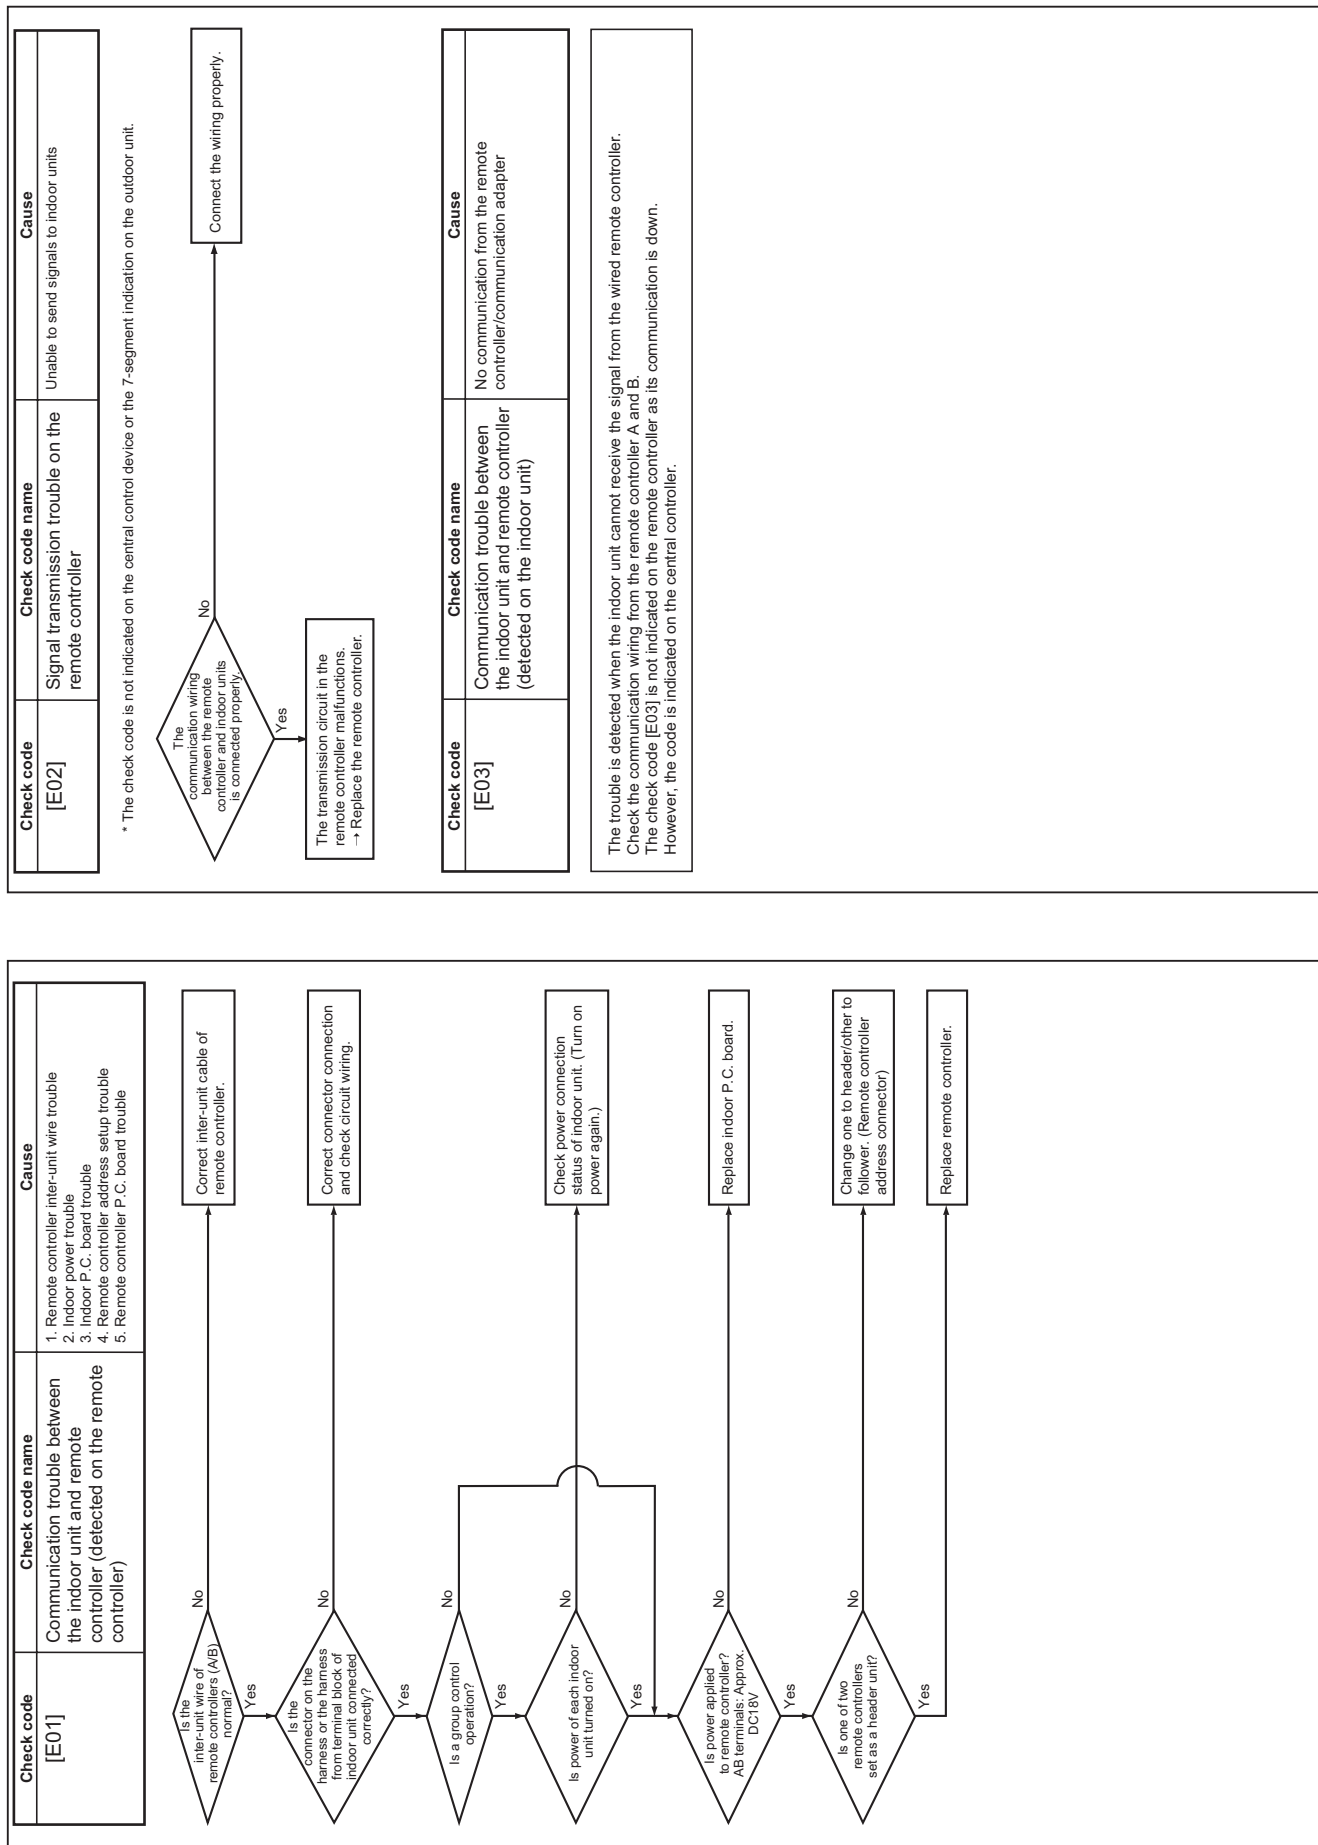 Check code
Check code name
Cause
[E01]
Communication trouble between
the indoor unit and remote
controller (detected on the remote
controller)
1. Remote controller inter-unit wire trouble
2. Indoor power trouble
3. Indoor P.C. board trouble
4. Remote controller address setup trouble
5. Remote controller P.C. board trouble
Is the
inter-unit wire of
remote controllers (A/B)
normal?
No
Correct inter-unit cable of
remote controller.
Yes
Is the
connector on the
harness or the harness
from terminal block of
indoor unit connected
correctly?
No
Correct connector connection
and check circuit wiring.
Yes
Is a group control
operation?
No
Yes
Is power of each indoor
unit turned on?
No
Check power connection
status of indoor unit. (Turn on
power again.)
Yes
Is power applied
to remote controller?
AB terminals: Approx.
DC18V
No
Replace indoor P.C. board.
Yes
Is one of two
remote controllers
set as a header unit?
No
Change one to header/other to
follower. (Remote controller
address connector)
Yes
Replace remote controller.
Check code
Check code name
Cause
[E02]
Signal transmission trouble on the
remote controller
Unable to send signals to indoor units
* The check code is not indicated on the central control device or the 7-segment indication on the outdoor unit.
The
communication wiring
between the remote
controller and indoor units
is connected properly.
No
Connect the wiring properly.
Yes
The transmission circuit in the
remote controller malfunctions.
→ Replace the remote controller.
Check code
Check code name
Cause
[E03]
Communication trouble between
the indoor unit and remote controller
(detected on the indoor unit)
No communication from the remote
controller/communication adapter
The trouble is detected when the indoor unit cannot receive the signal from the wired remote controller.
Check the communication wiring from the remote controller A and B.
The check code [E03] is not indicated on the remote controller as its communication is down.
However, the code is indicated on the central controller.